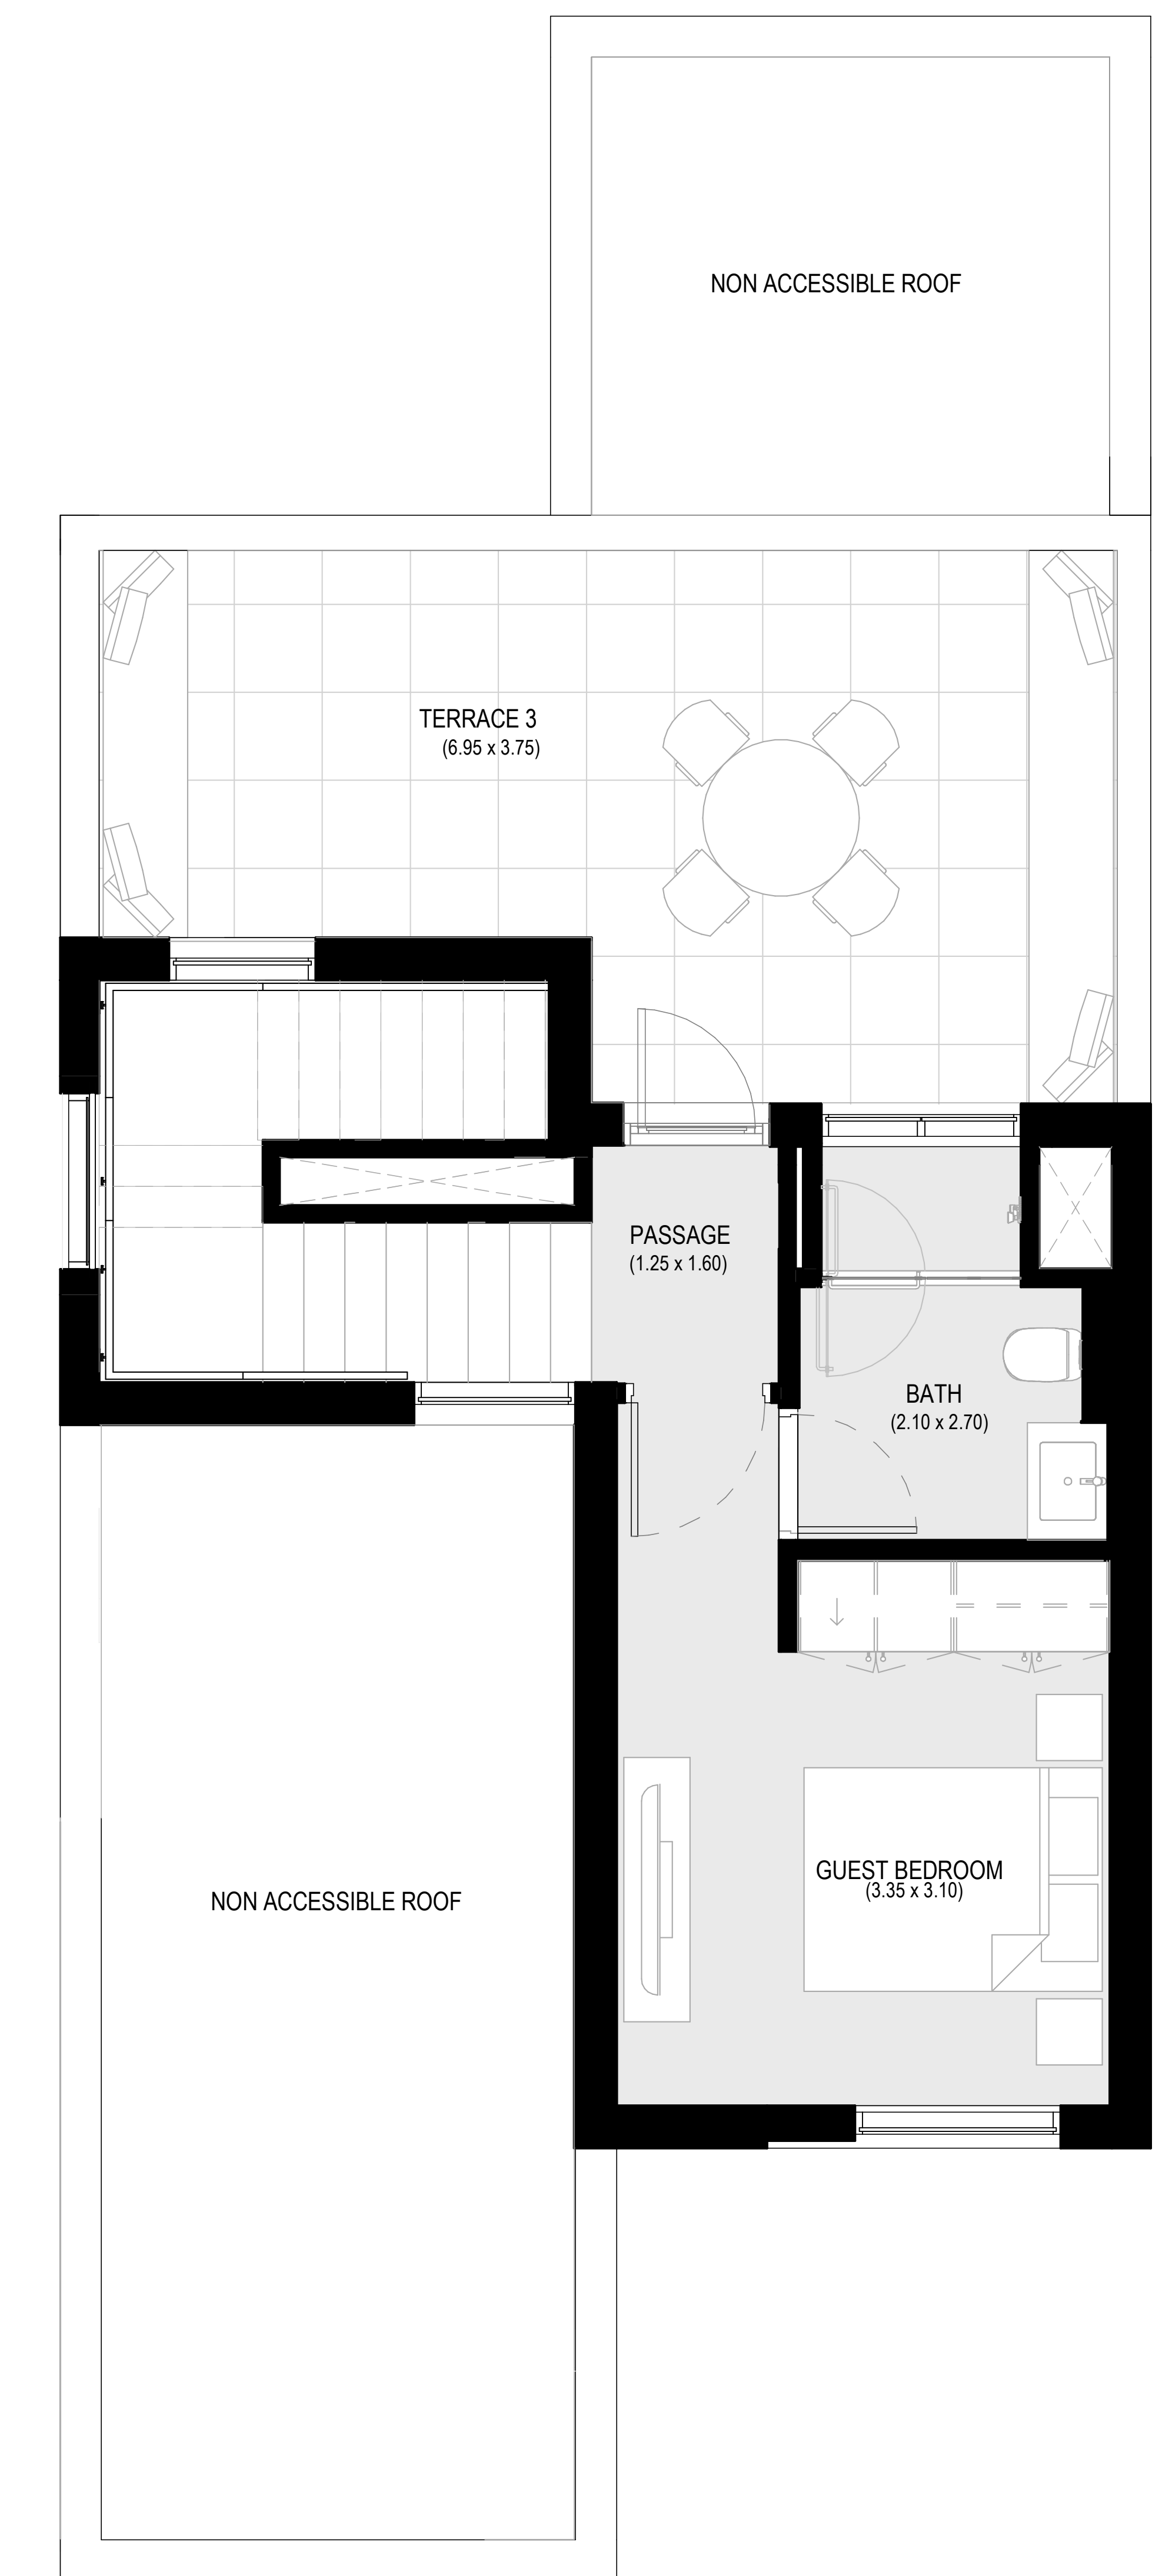 NON ACCESSIBLE ROOF
TERRACE 3
(6.95 x 3.75)
PASSAGE
(1.25 x 1.60)
BATH
(2.10 x 2.70)
GUEST BEDROOM
(3.35 x 3.10)
NON ACCESSIBLE ROOF